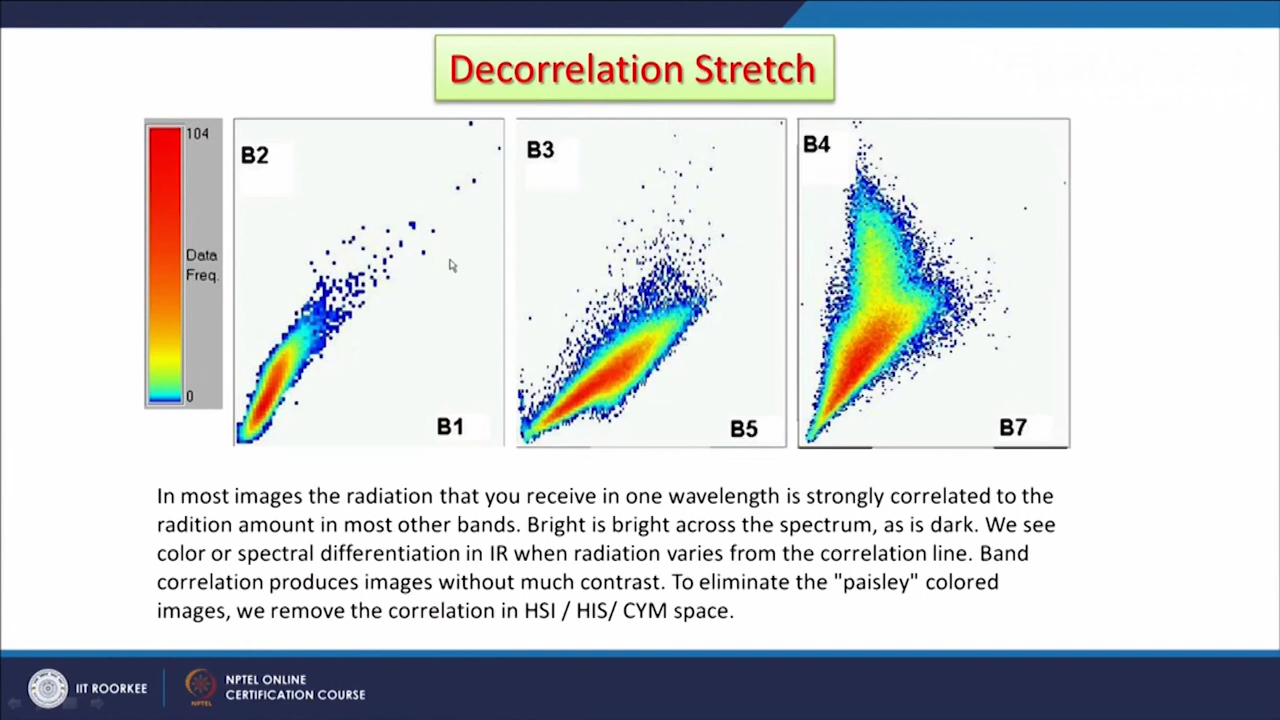 Decorrelation Stretch
104
Data
Freq.
0
B2
B1
B3
B5
B4
B7
In most images the radiation that you receive in one wavelength is strongly correlated to the
radition amount in most other bands. Bright is bright across the spectrum, as is dark. We see
color or spectral differentiation in IR when radiation varies from the correlation line. Band
correlation produces images without much contrast. To eliminate the "paisley" colored
images, we remove the correlation in HSI / HIS/ CYM space.
IIT ROORKEE
NPTEL
NPTEL ONLINE
CERTIFICATION COURSE